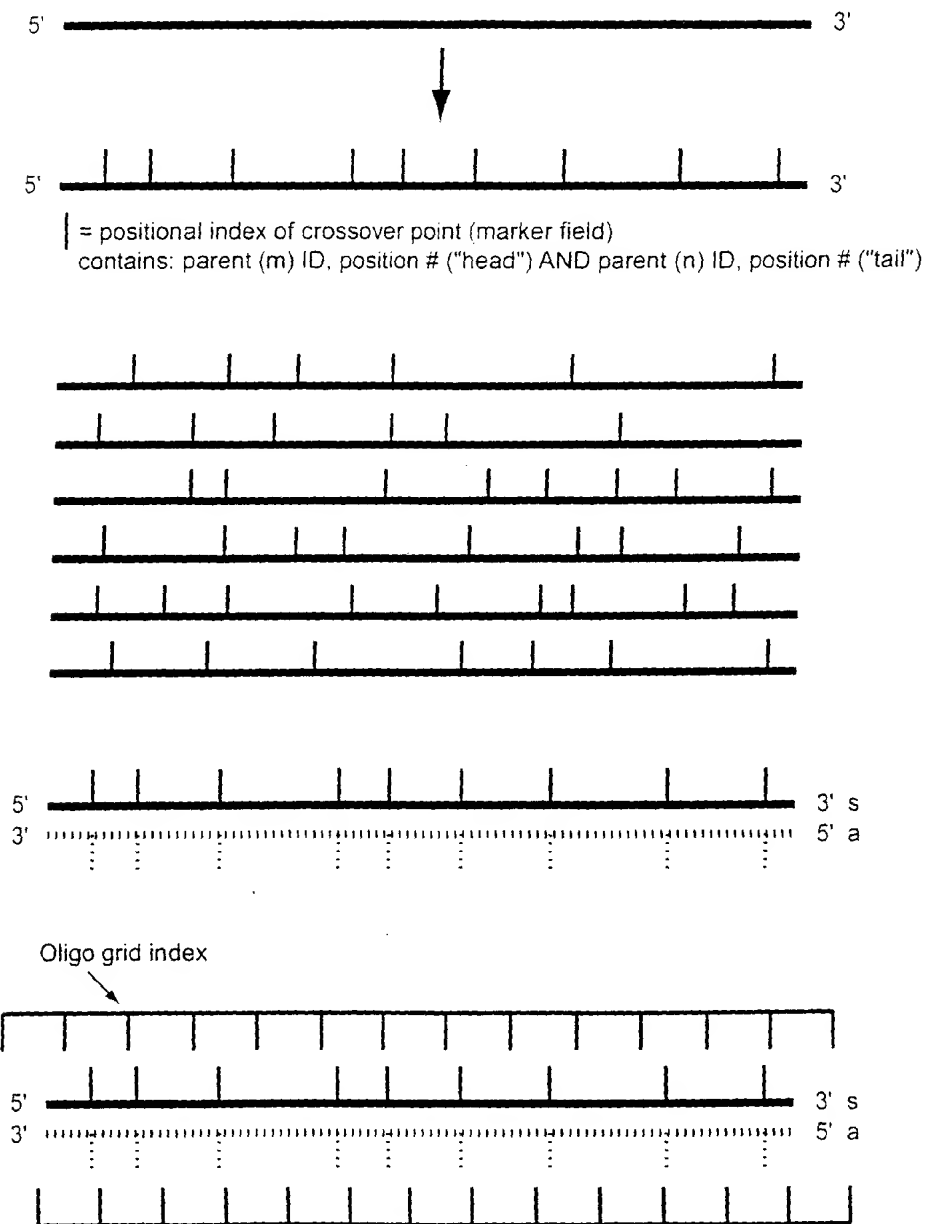 5' 3'
5' 3'
| = positional index of crossover point (marker field)
contains: parent (m) ID, position # ("head") AND parent (n) ID, position # ("tail")
5' 3' s
3' 5' a
Oligo grid index
5' 3' s
3' 5' a